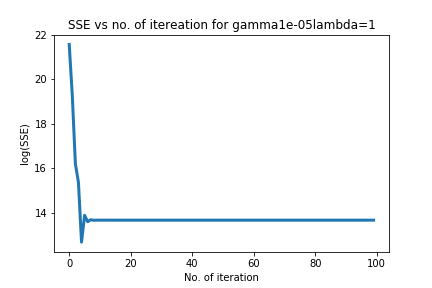 SSE vs no. of itereation for gamma1e-05lambda=1
22
20
18
16
14
log(SSE)
0 20 40 60 80 100
No. of iteration